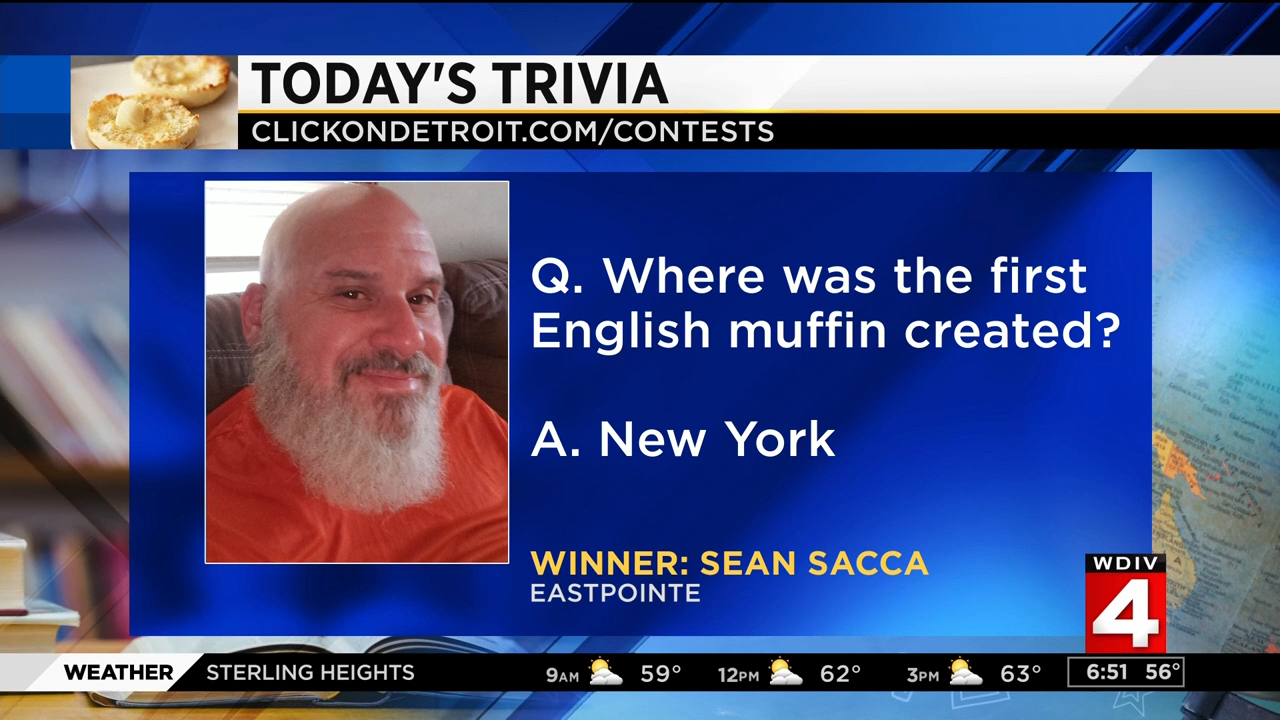 TODAY'S TRIVIA
CLICKONDETROIT.COM/CONTESTS
Q. Where was the first
English muffin created?
A. New York
WINNER: SEAN SACCA
EASTPOINTE
WDIV
4
WEATHER STERLING HEIGHTS 9AM 59° 12PM 62° 3PM 63° 6:51 56°